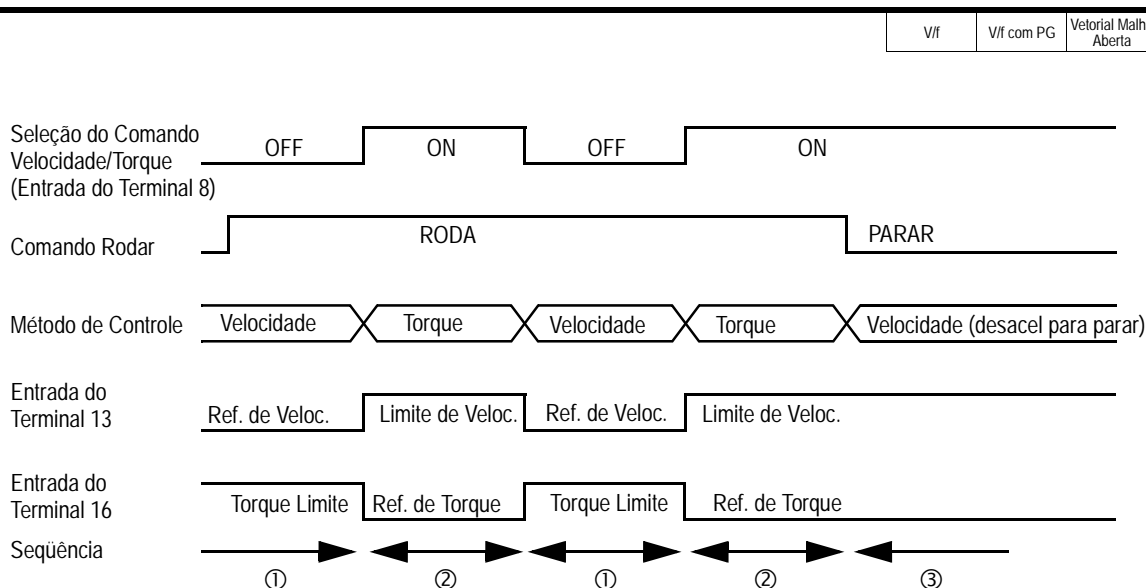 V/f V/f com PG Vetorial Malh
Aberta
Seleção do Comando
Velocidade/Torque
(Entrada do Terminal 8)
OFF ON OFF ON
Comando Rodar
RODA PARAR
Método de Controle
Velocidade Torque Velocidade Torque Velocidade (desacel para parar)
Entrada do
Terminal 13
Ref. de Veloc. Limite de Veloc. Ref. de Veloc. Limite de Veloc.
Entrada do
Terminal 16
Torque Limite Ref. de Torque Torque Limite Ref. de Torque
Seqüência
① ② ① ② ③